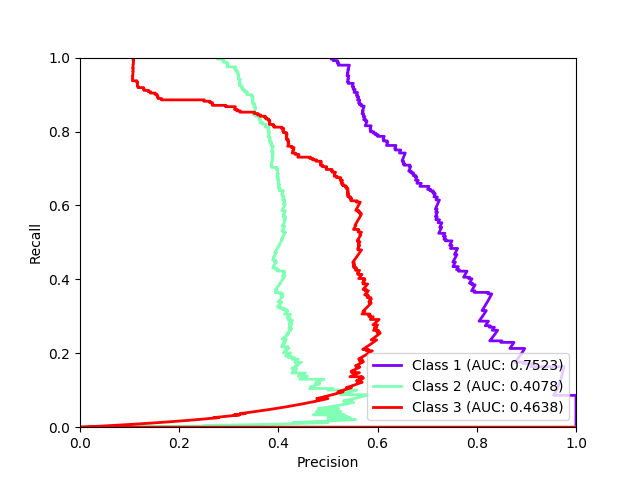 1.0
0.8
0.6
0.4
0.2
0.0
Recall
0.0 0.2 0.4 0.6 0.8 1.0
Precision
Class 1 (AUC: 0.7523)
Class 2 (AUC: 0.4078)
Class 3 (AUC: 0.4638)